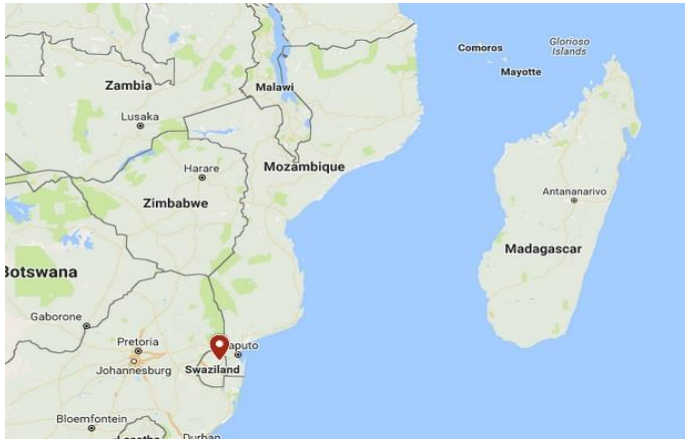 Comoros
Glorioso
Islands
Mayotte
Zambia
Malawi
Lusaka
Mozambique
Harare
Zimbabwe
Antananarivo
Madagascar
Botswana
Gaborone
Pretoria
aputo
Johannesburg
Swaziland
Bloemfontein
Lesotho
Durban